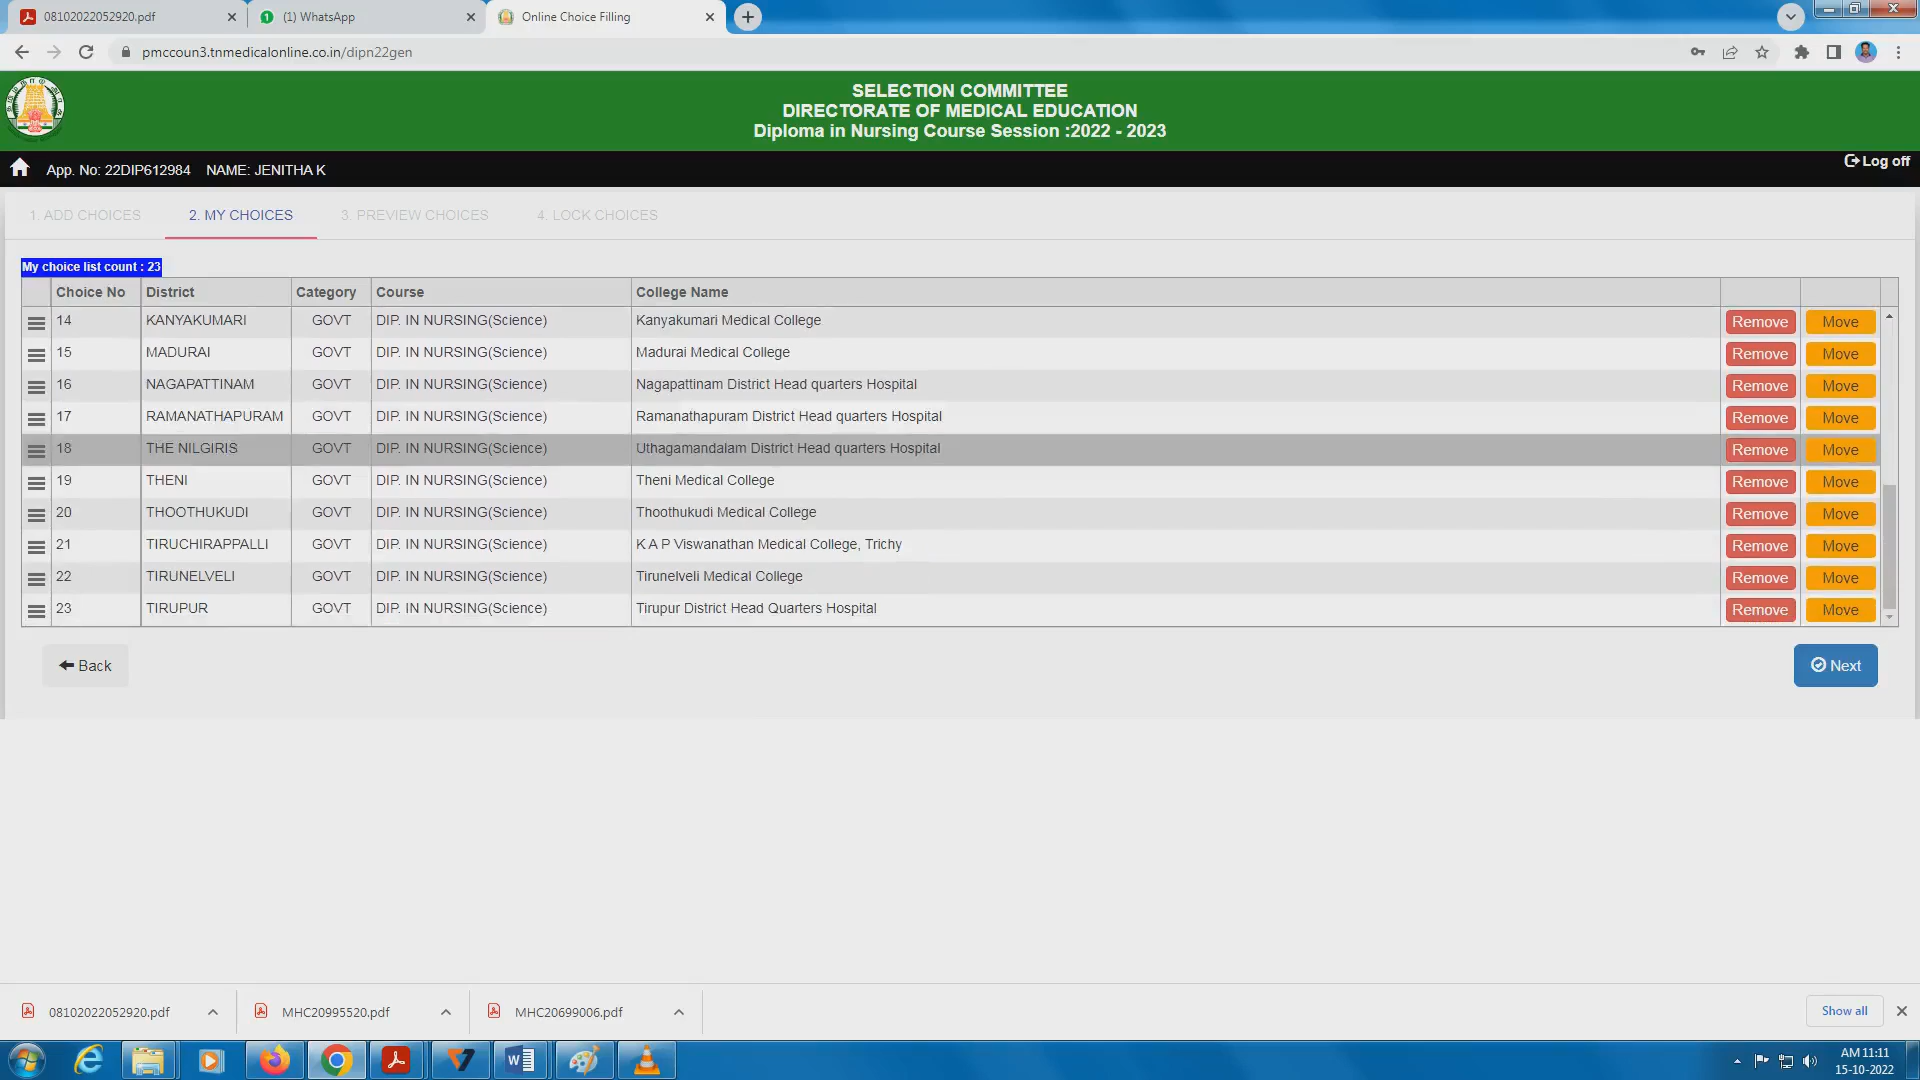 08102022052920.pdf
(1) WhatsApp
Online Choice Filling
pmccoun3.tnmedicalonline.co.in/dipn22gen
SELECTION COMMITTEE
DIRECTORATE OF MEDICAL EDUCATION
Diploma in Nursing Course Session :2022 - 2023
App. No: 22DIP612984 NAME: JENITHA K
Log off
1. ADD CHOICES 2. MY CHOICES 3. PREVIEW CHOICES 4. LOCK CHOICES
My choice list count : 23
Choice No District Category Course College Name
14 KANYAKUMARI GOVT DIP. IN NURSING(Science) Kanyakumari Medical College Remove Move
15 MADURAI GOVT DIP. IN NURSING(Science) Madurai Medical College Remove Move
16 NAGAPATTINAM GOVT DIP. IN NURSING(Science) Nagapattinam District Head quarters Hospital Remove Move
17 RAMANATHAPURAM GOVT DIP. IN NURSING(Science) Ramanathapuram District Head quarters Hospital Remove Move
18 THE NILGIRIS GOVT DIP. IN NURSING(Science) Uthagamandalam District Head quarters Hospital Remove Move
19 THENI GOVT DIP. IN NURSING(Science) Theni Medical College Remove Move
20 THOOTHUKUDI GOVT DIP. IN NURSING(Science) Thoothukudi Medical College Remove Move
21 TIRUCHIRAPPALLI GOVT DIP. IN NURSING(Science) K A P Viswanathan Medical College, Trichy Remove Move
22 TIRUNELVELI GOVT DIP. IN NURSING(Science) Tirunelveli Medical College Remove Move
23 TIRUPUR GOVT DIP. IN NURSING(Science) Tirupur District Head Quarters Hospital Remove Move
Back
Next
08102022052920.pdf MHC20995520.pdf MHC20699006.pdf Show all
AM 11:11
15-10-2022